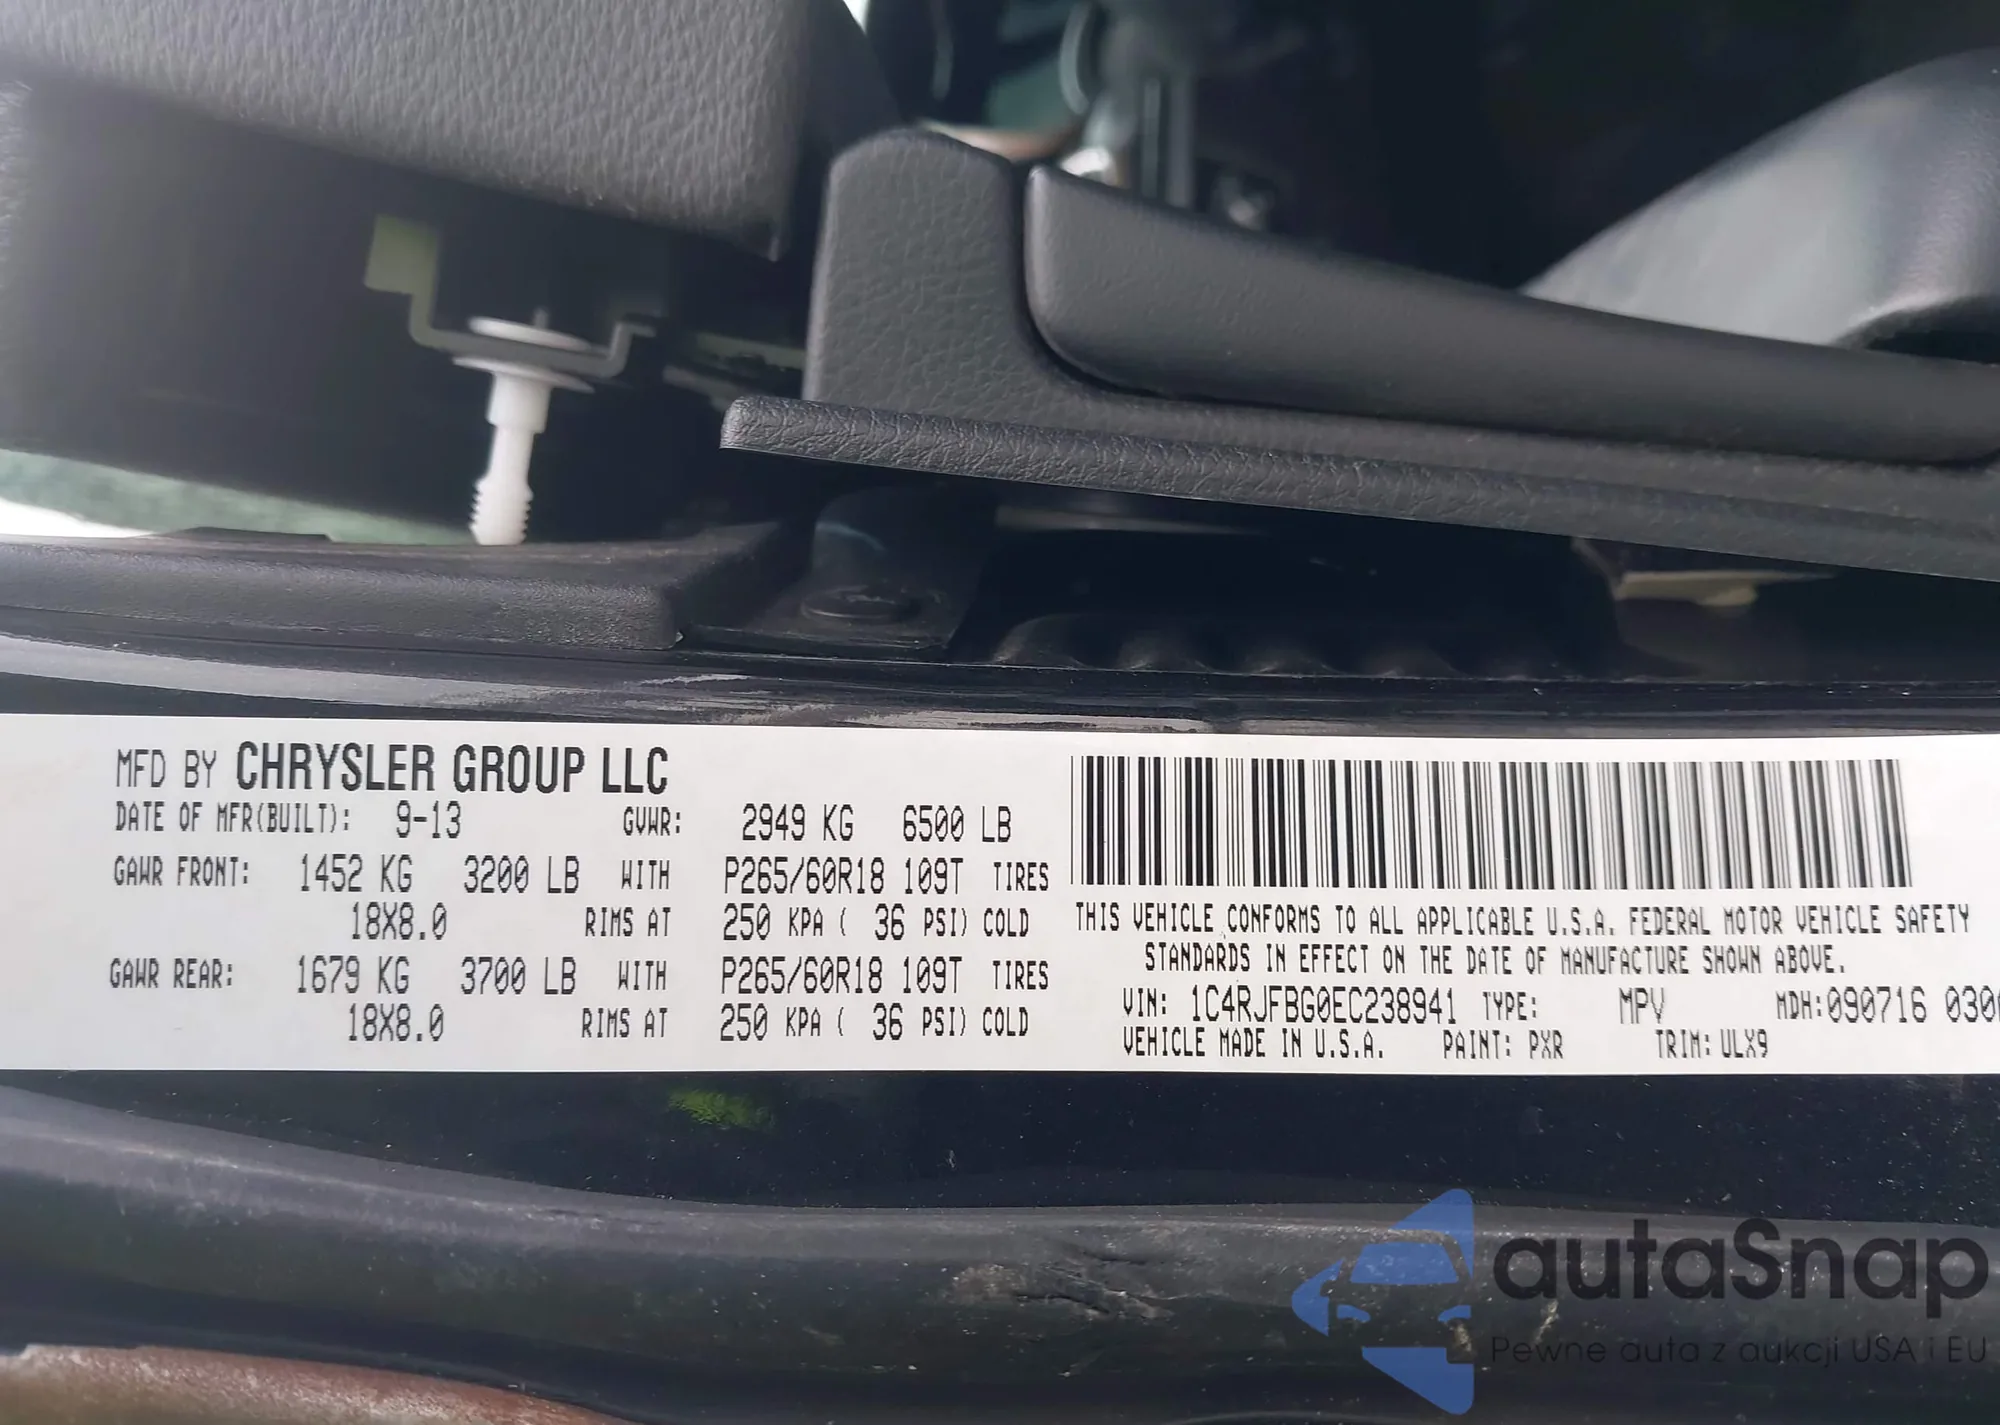 MFD BY CHRYSLER GROUP LLC
DATE OF MFR(BUILT): 9-13 GVWR: 2949 KG 6500 LB
GAWR FRONT: 1452 KG 3200 LB WITH P265/60R18 109T TIRES
18X8.0 RIMS AT 250 KPA ( 36 PSI) COLD
GAWR REAR: 1679 KG 3700 LB WITH P265/60R18 109T TIRES
18X8.0 RIMS AT 250 KPA ( 36 PSI) COLD
THIS VEHICLE CONFORMS TO ALL APPLICABLE U.S.A. FEDERAL MOTOR VEHICLE SAFETY
STANDARDS IN EFFECT ON THE DATE OF MANUFACTURE SHOWN ABOVE.
VIN: 1C4RJFBG0EC238941 TYPE: MPV MDH:090716 030
VEHICLE MADE IN U.S.A. PAINT: PXR TRIM: ULX9
autaSnap
Pewne auta z aukcji USA i EU